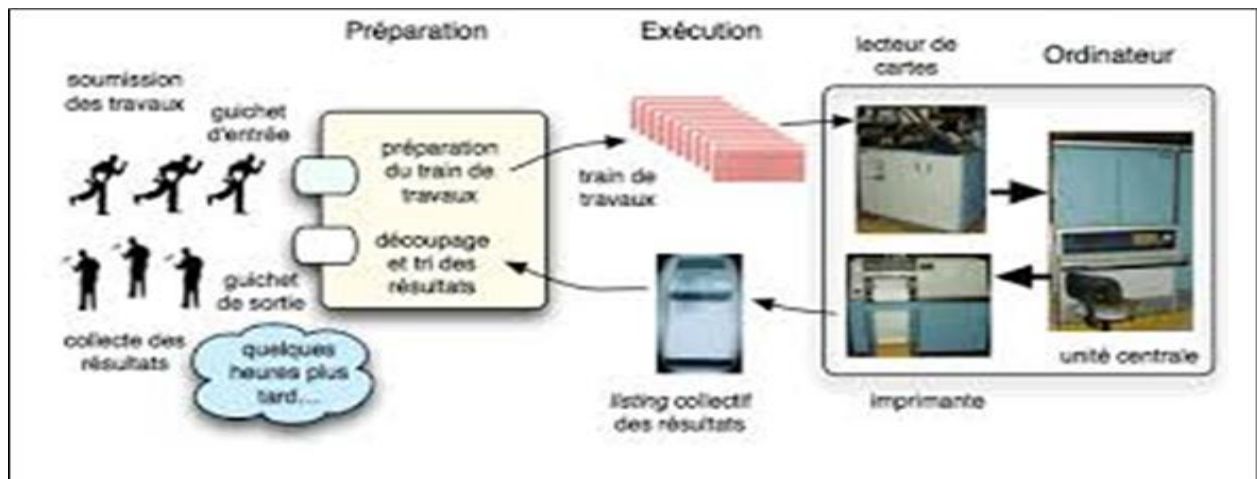 Préparation
Exécution
lecteur de
cartes
Ordinateur
soumission
des travaux
guichet
d'entrée
préparation
du train de
travaux
train de
travaux
découpage
et tri des
résultats
guichet
de sortie
collecte des
résultats
quelques
heures plus
tard....
listing collectif
des résultats
imprimante
unité centrale